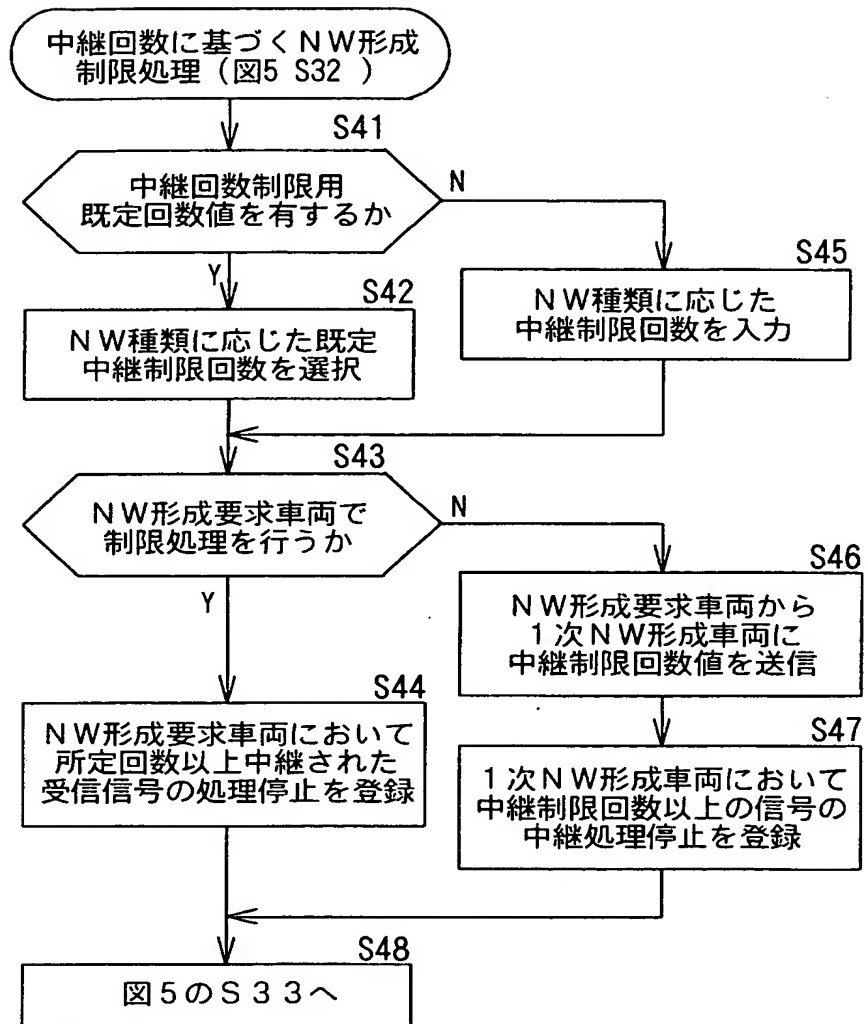 中継回数に基づくＮＷ形成
制限処理（図5 S32 ）
S41
中継回数制限用
既定回数値を有するか
N
Y
S42
ＮＷ種類に応じた既定
中継制限回数を選択
S45
ＮＷ種類に応じた
中継制限回数を入力
S43
ＮＷ形成要求車両で
制限処理を行うか
N
Y
S46
ＮＷ形成要求車両から
１次ＮＷ形成車両に
中継制限回数値を送信
S44
ＮＷ形成要求車両において
所定回数以上中継された
受信信号の処理停止を登録
S47
１次ＮＷ形成車両において
中継制限回数以上の信号の
中継処理停止を登録
S48
図５のＳ３３へ